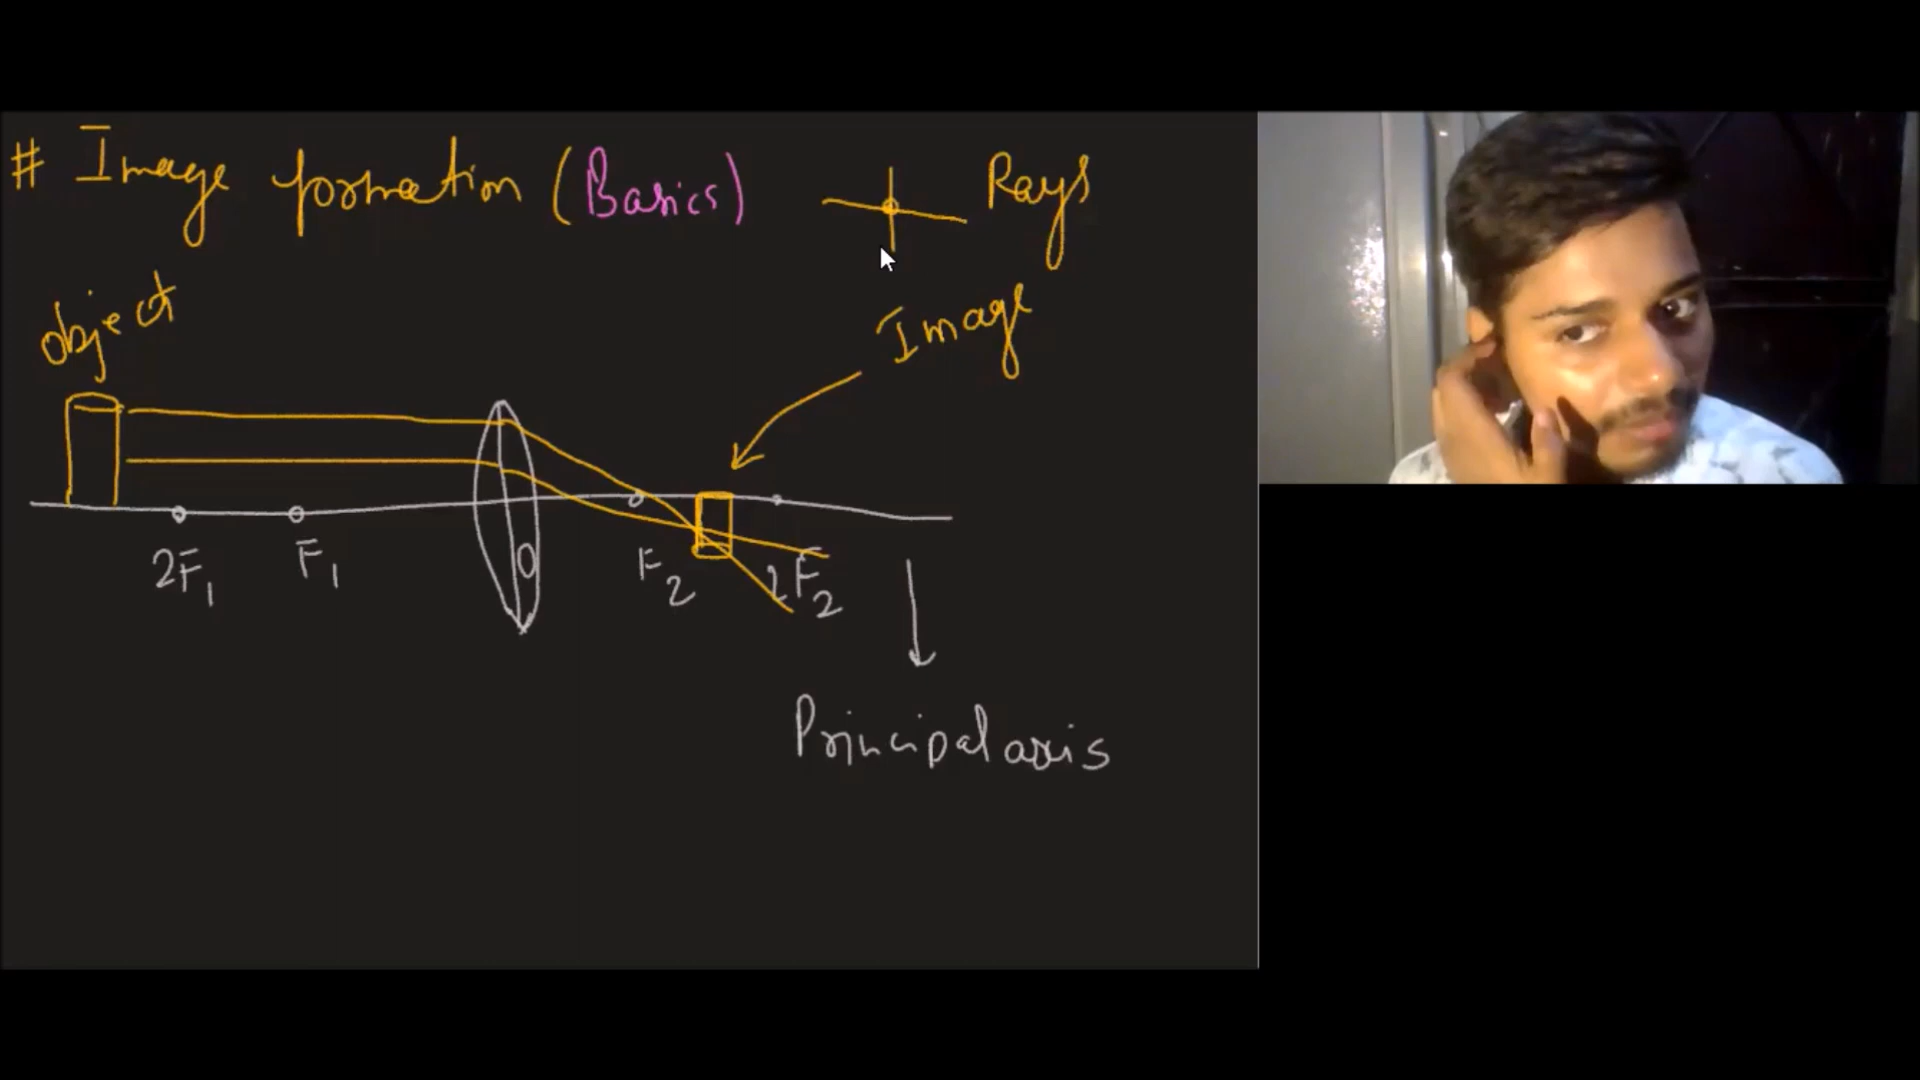 # Image formation (Basics)
Rays
object
Image
2F₁
F₁
O
F₂
2F₂
Principal axis